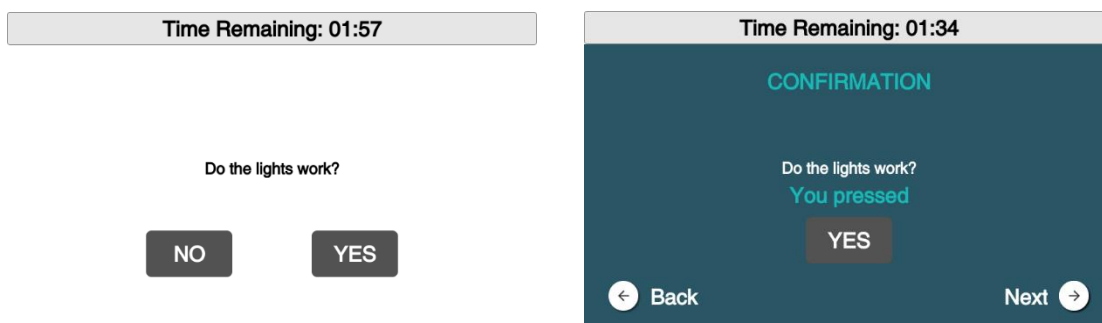 Time Remaining: 01:57
Do the lights work?
NO YES
Time Remaining: 01:34
CONFIRMATION
Do the lights work?
You pressed
YES
Back Next